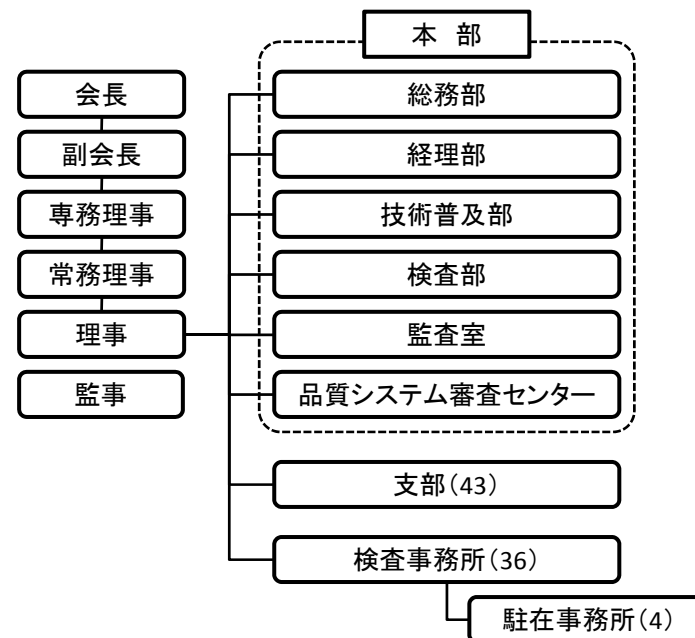 本 部
会長
副会長
専務理事
常務理事
理事
監事
総務部
経理部
技術普及部
検査部
監査室
品質システム審査センター
支部(43)
検査事務所(36)
駐在事務所(4)